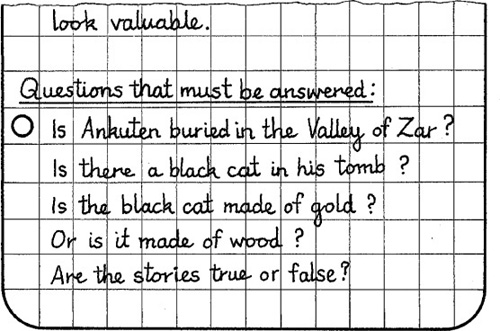 look valuable.
Questions that must be answered:
Is Ankuten buried in the Valley of Zar?
Is there a black cat in his tomb?
Is the black cat made of gold?
Or is it made of wood?
Are the stories true or false?